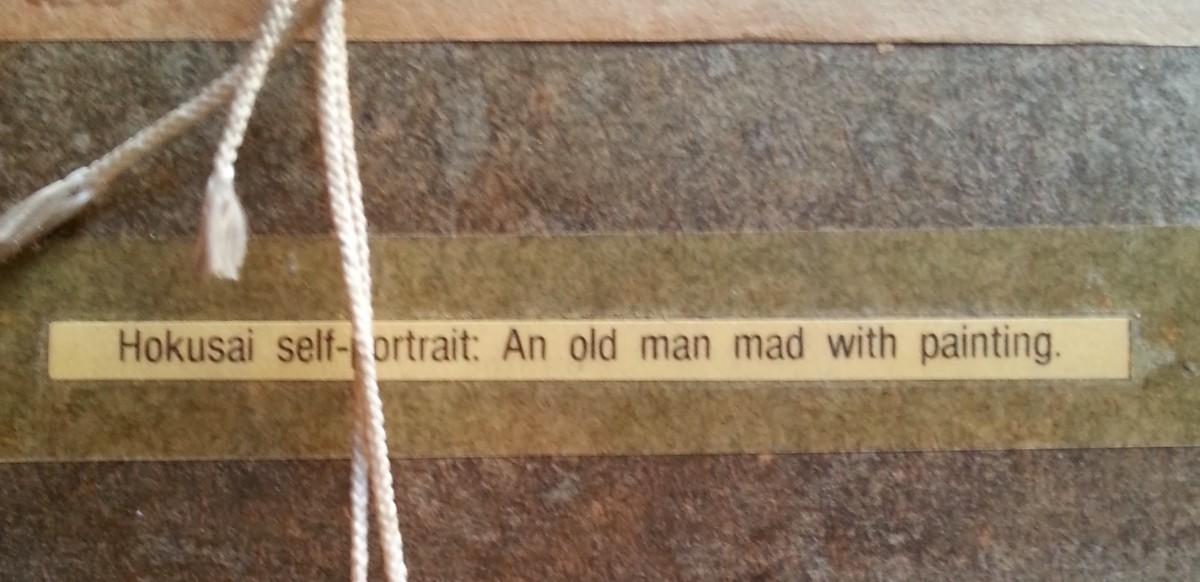 Hokusai self-portrait: An old man mad with painting.